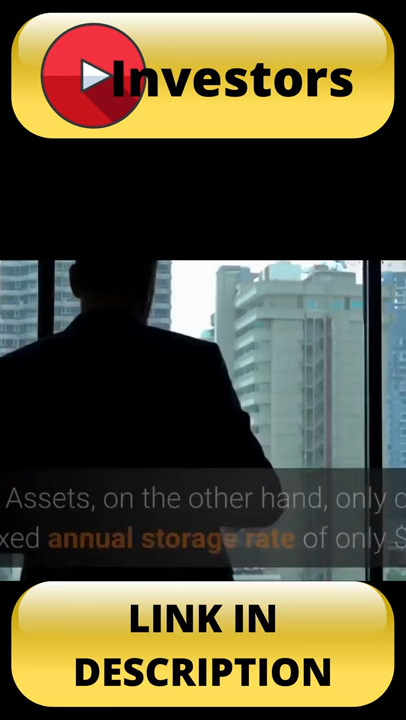 Investors
Assets, on the other hand, only
annual storage rate of only $
LINK IN
DESCRIPTION